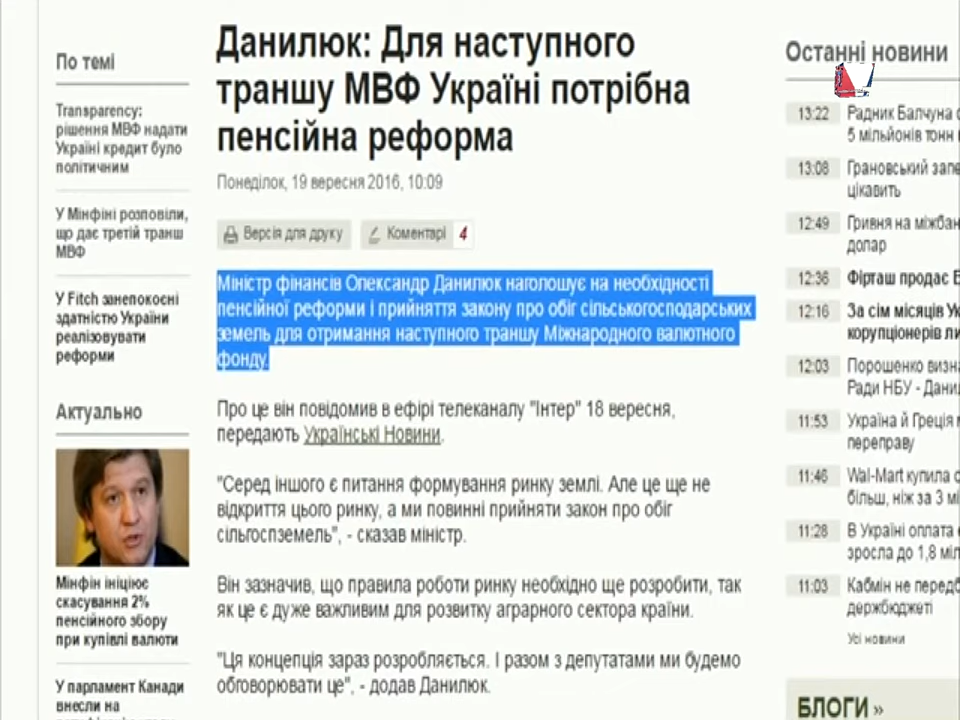 По темі
Transparency:
рішення МВФ надати
Україні кредит було
політичним
У Мінфіні розповіли,
що дає третій транш
МВФ
У Fitch занепокоєні
здатністю України
реалізовувати
реформи
Актуально
Мінфін ініціює
скасування 2%
пенсійного збору
при купівлі валюти
У парламент Канади
внесли на
Данилюк: Для наступного
траншу МВФ Україні потрібна
пенсійна реформа
Понеділок, 19 вересня 2016, 10:09
Версія для друку
Коментарі 4
Міністр фінансів Олександр Данилюк наголошує на необхідності
пенсійної реформи і прийняття закону про обіг сільськогосподарських
земель для отримання наступного траншу Міжнародного валютного
фонду.
Про це він повідомив в ефірі телеканалу "Інтер" 18 вересня,
передають Українські Новини.
"Серед іншого є питання формування ринку землі. Але це ще не
відкриття цього ринку, а ми повинні прийняти закон про обіг
сільгоспземель", - сказав міністр.
Він зазначив, що правила роботи ринку необхідно ще розробити, так
як це є дуже важливим для розвитку аграрного сектора країни.
"Ця концепція зараз розробляється. І разом з депутатами ми будемо
обговорювати це", - додав Данилюк.
Останні новини
13:22 Радник Балчуна
5 мільйонів тонн
13:08 Грановський
цікавить
12:49 Гривня на
долар
12:36 Фірташ продає
12:16 За сім місяців
корупціонерів
12:03 Порошенко
Ради НБУ -
11:53 Україна й Греція
переправу
11:46 Wal-Mart купила
більш, ніж за 3
11:28 В Україні оплата
зросла до 1,8
11:03 Кабмін не
держбюджеті
Усі новини
БЛОГИ »